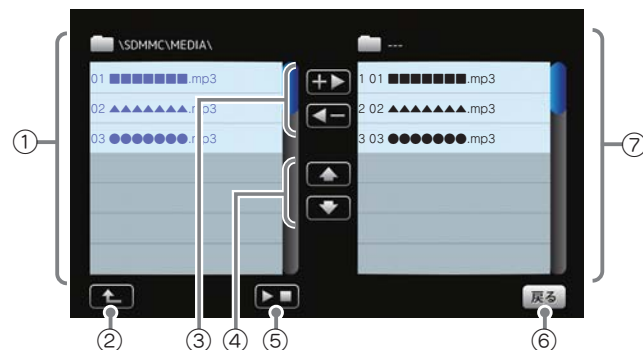 \SDMMC\MEDIA\
01 ■■■■■■■.mp3
02 ▲▲▲▲▲▲▲.mp3
03 ●●●●●●●.mp3
---
1 01 ■■■■■■■.mp3
2 02 ▲▲▲▲▲▲▲.mp3
3 03 ●●●●●●●.mp3
戻る
①
②
③
④
⑤
⑥
⑦